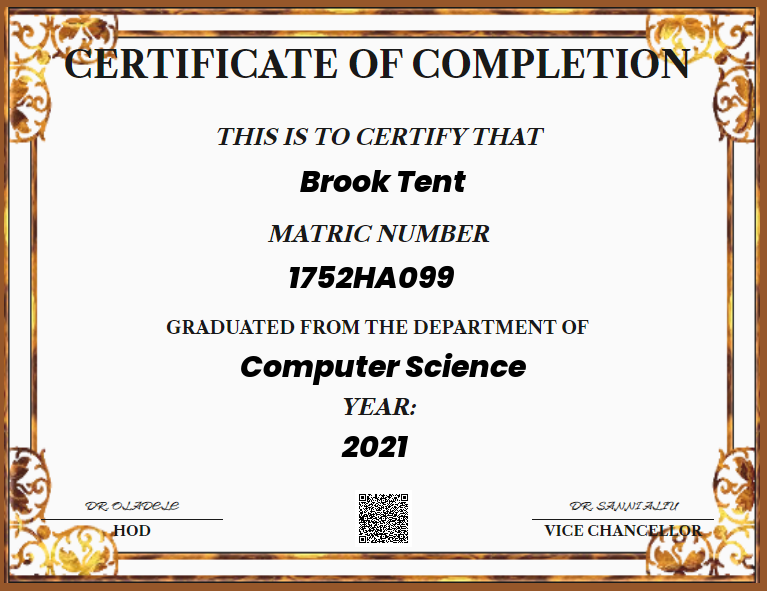 CERTIFICATE OF COMPLETION
THIS IS TO CERTIFY THAT
Brook Tent
MATRIC NUMBER
1752HA099
GRADUATED FROM THE DEPARTMENT OF
Computer Science
YEAR:
2021
DR. OLADELE
DR. SANNI ALIU
HOD
VICE CHANCELLOR